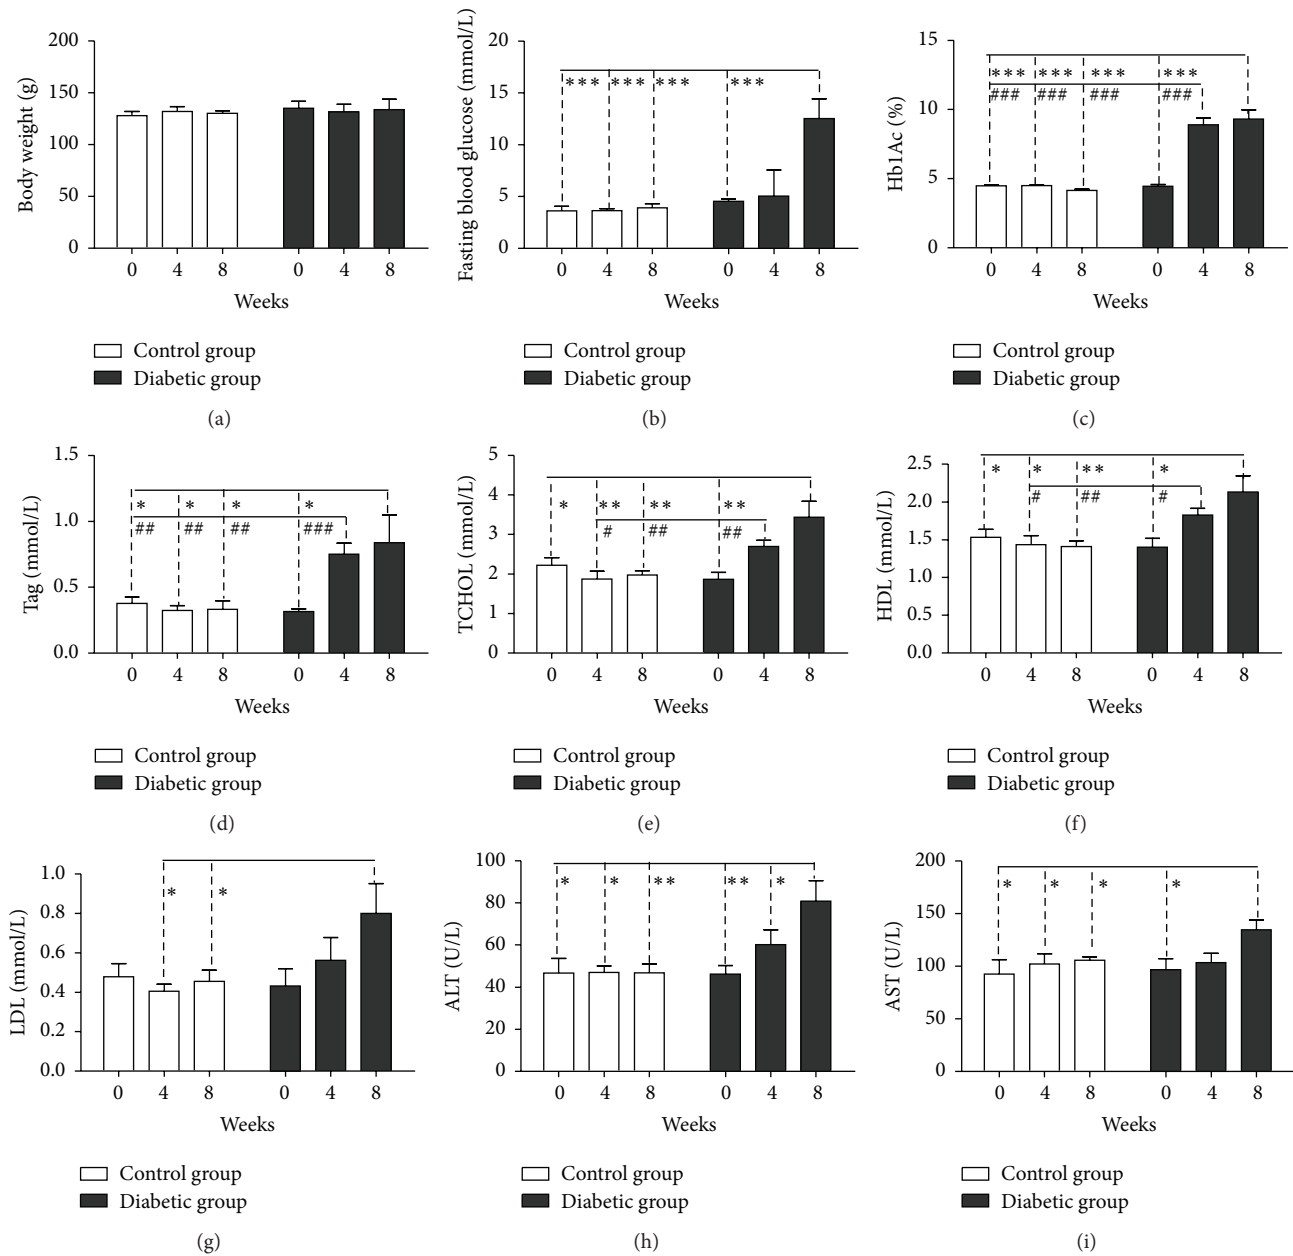 Body weight (g)
200
150
100
50
0
0 4 8 0 4 8
Weeks
Control group
Diabetic group
(a)
Fasting blood glucose (mmol/L)
20
15
10
5
0
*** *** *** ***
0 4 8 0 4 8
Weeks
Control group
Diabetic group
(b)
Hb1Ac (%)
15
10
5
0
*** *** *** ***
### ### ### ###
0 4 8 0 4 8
Weeks
Control group
Diabetic group
(c)
Tag (mmol/L)
1.5
1.0
0.5
0.0
* * * *
## ## ## ###
0 4 8 0 4 8
Weeks
Control group
Diabetic group
(d)
TCHOL (mmol/L)
5
4
3
2
1
0
* ** ** **
# ## ##
0 4 8 0 4 8
Weeks
Control group
Diabetic group
(e)
HDL (mmol/L)
2.5
2.0
1.5
1.0
0.5
0.0
* * ** *
# ## #
0 4 8 0 4 8
Weeks
Control group
Diabetic group
(f)
LDL (mmol/L)
1.0
0.8
0.6
0.4
0.2
0.0
* *
0 4 8 0 4 8
Weeks
Control group
Diabetic group
(g)
ALT (U/L)
100
80
60
40
20
0
* * ** ** *
0 4 8 0 4 8
Weeks
Control group
Diabetic group
(h)
AST (U/L)
200
150
100
50
0
* * * *
0 4 8 0 4 8
Weeks
Control group
Diabetic group
(i)